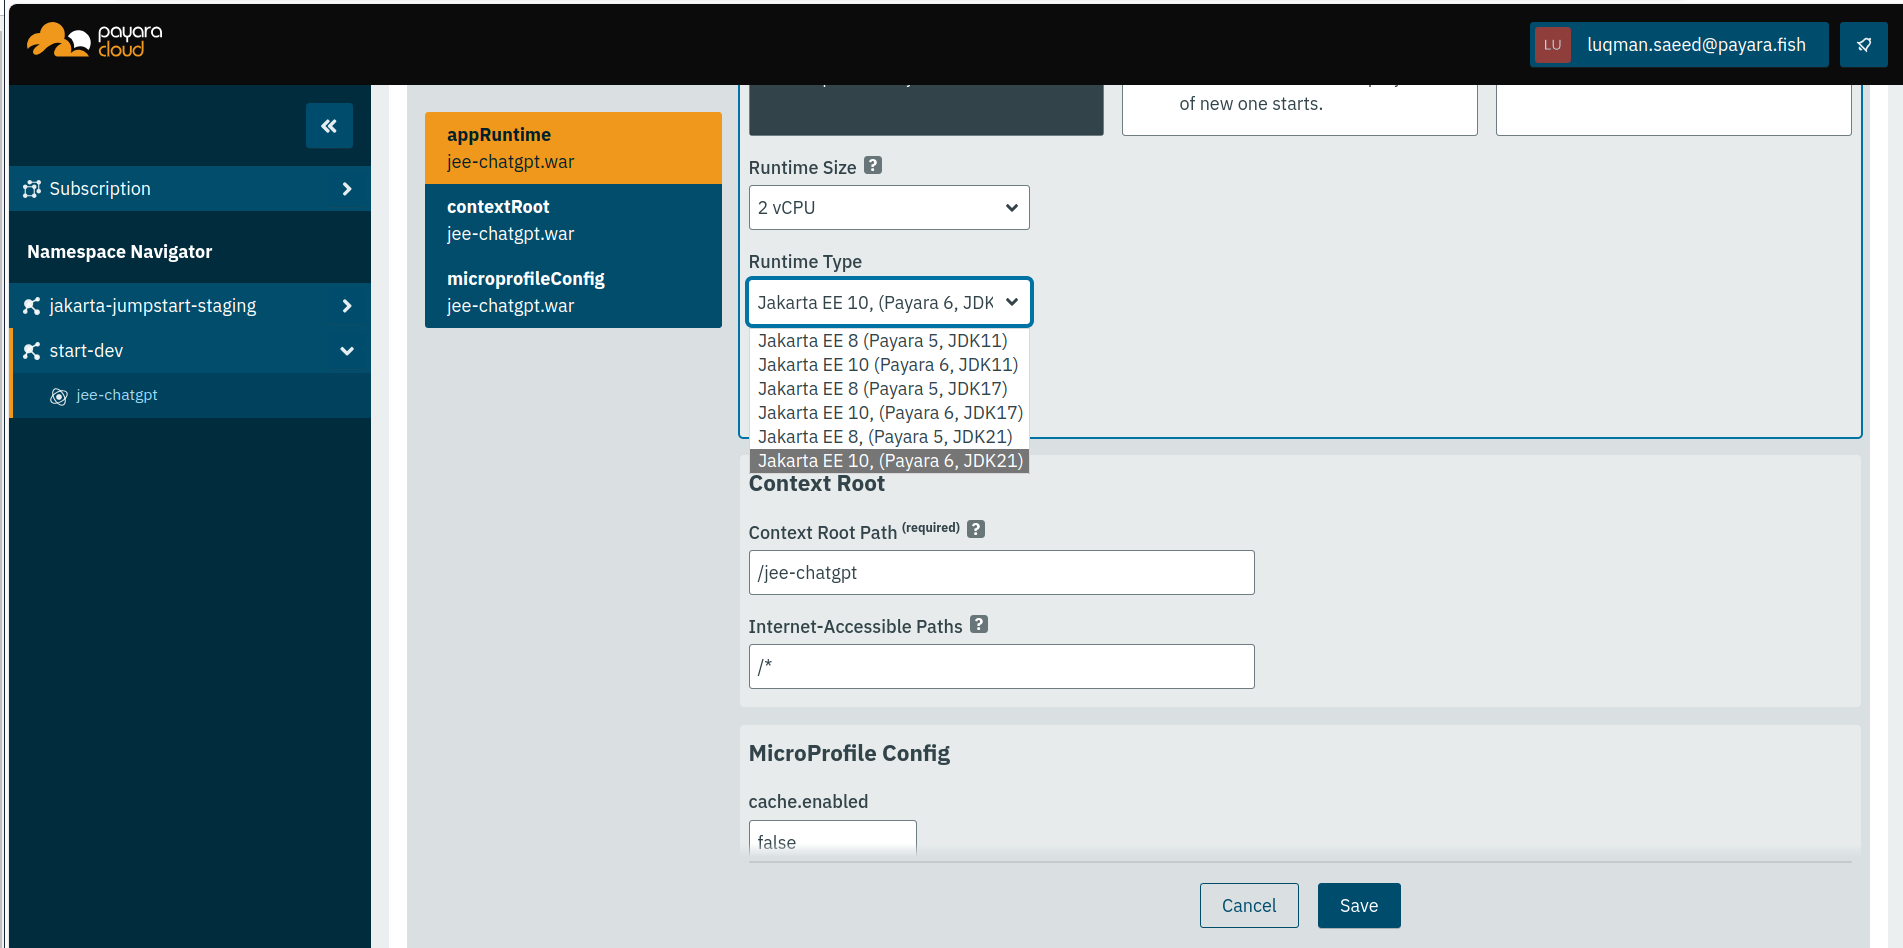 payara
cloud
LU
luqman.saeed@payara.fish
Subscription
Namespace Navigator
jakarta-jumpstart-staging
start-dev
jee-chatgpt
appRuntime
jee-chatgpt.war
contextRoot
jee-chatgpt.war
microprofileConfig
jee-chatgpt.war
of new one starts.
Runtime Size ?
2 vCPU
Runtime Type
Jakarta EE 10, (Payara 6, JDK
Jakarta EE 8 (Payara 5, JDK11)
Jakarta EE 10 (Payara 6, JDK11)
Jakarta EE 8 (Payara 5, JDK17)
Jakarta EE 10, (Payara 6, JDK17)
Jakarta EE 8, (Payara 5, JDK21)
Jakarta EE 10, (Payara 6, JDK21)
Context Root
Context Root Path (required) ?
/jee-chatgpt
Internet-Accessible Paths ?
/*
MicroProfile Config
cache.enabled
false
Cancel
Save